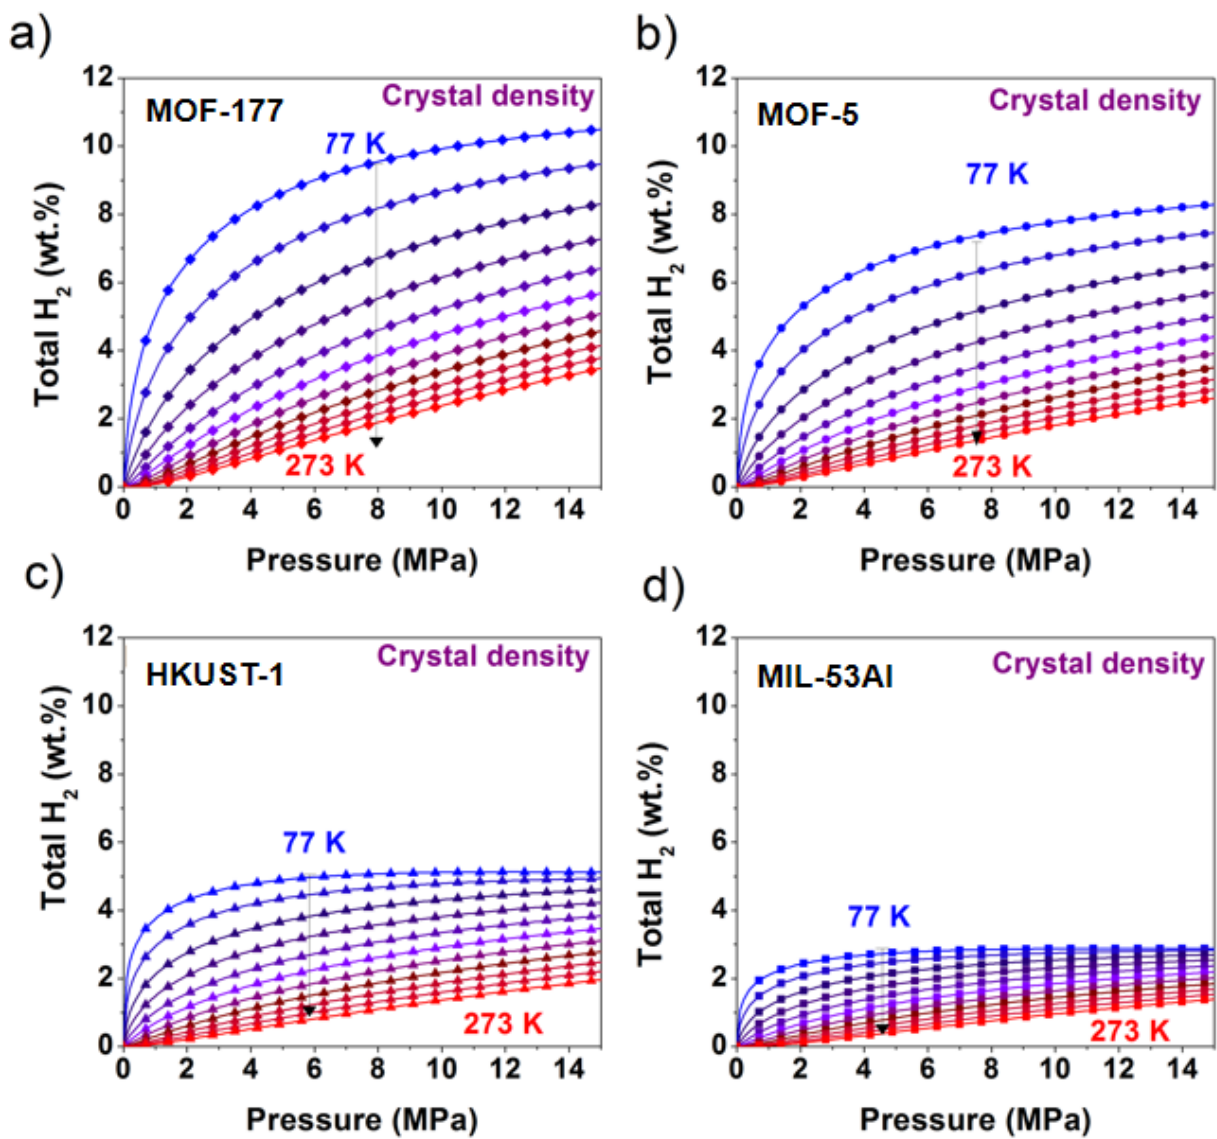 a)
Total H2 (wt.%)
12
10
8
6
4
2
0
MOF-177
Crystal density
77 K
273 K
0 2 4 6 8 10 12 14
Pressure (MPa)
b)
Total H2 (wt.%)
12
10
8
6
4
2
0
MOF-5
Crystal density
77 K
273 K
0 2 4 6 8 10 12 14
Pressure (MPa)
c)
Total H2 (wt.%)
12
10
8
6
4
2
0
HKUST-1
Crystal density
77 K
273 K
0 2 4 6 8 10 12 14
Pressure (MPa)
d)
Total H2 (wt.%)
12
10
8
6
4
2
0
MIL-53Al
Crystal density
77 K
273 K
0 2 4 6 8 10 12 14
Pressure (MPa)